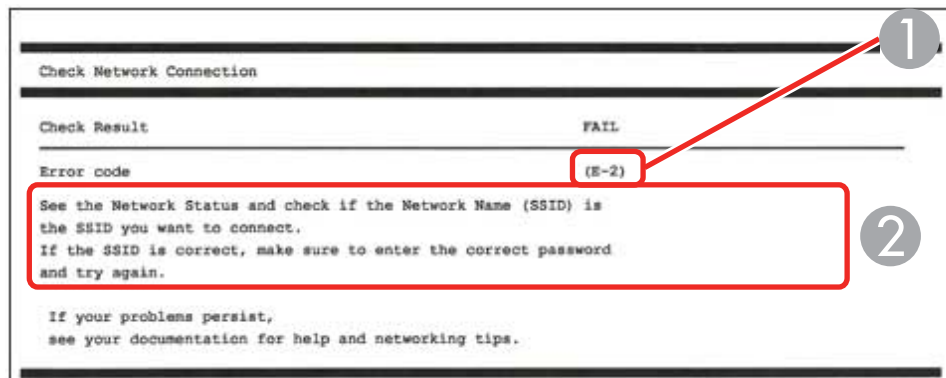 1
Check Network Connection
Check Result FAIL
Error code (E-2)
See the Network Status and check if the Network Name (SSID) is
the SSID you want to connect.
If the SSID is correct, make sure to enter the correct password
and try again.
2
If your problems persist,
see your documentation for help and networking tips.